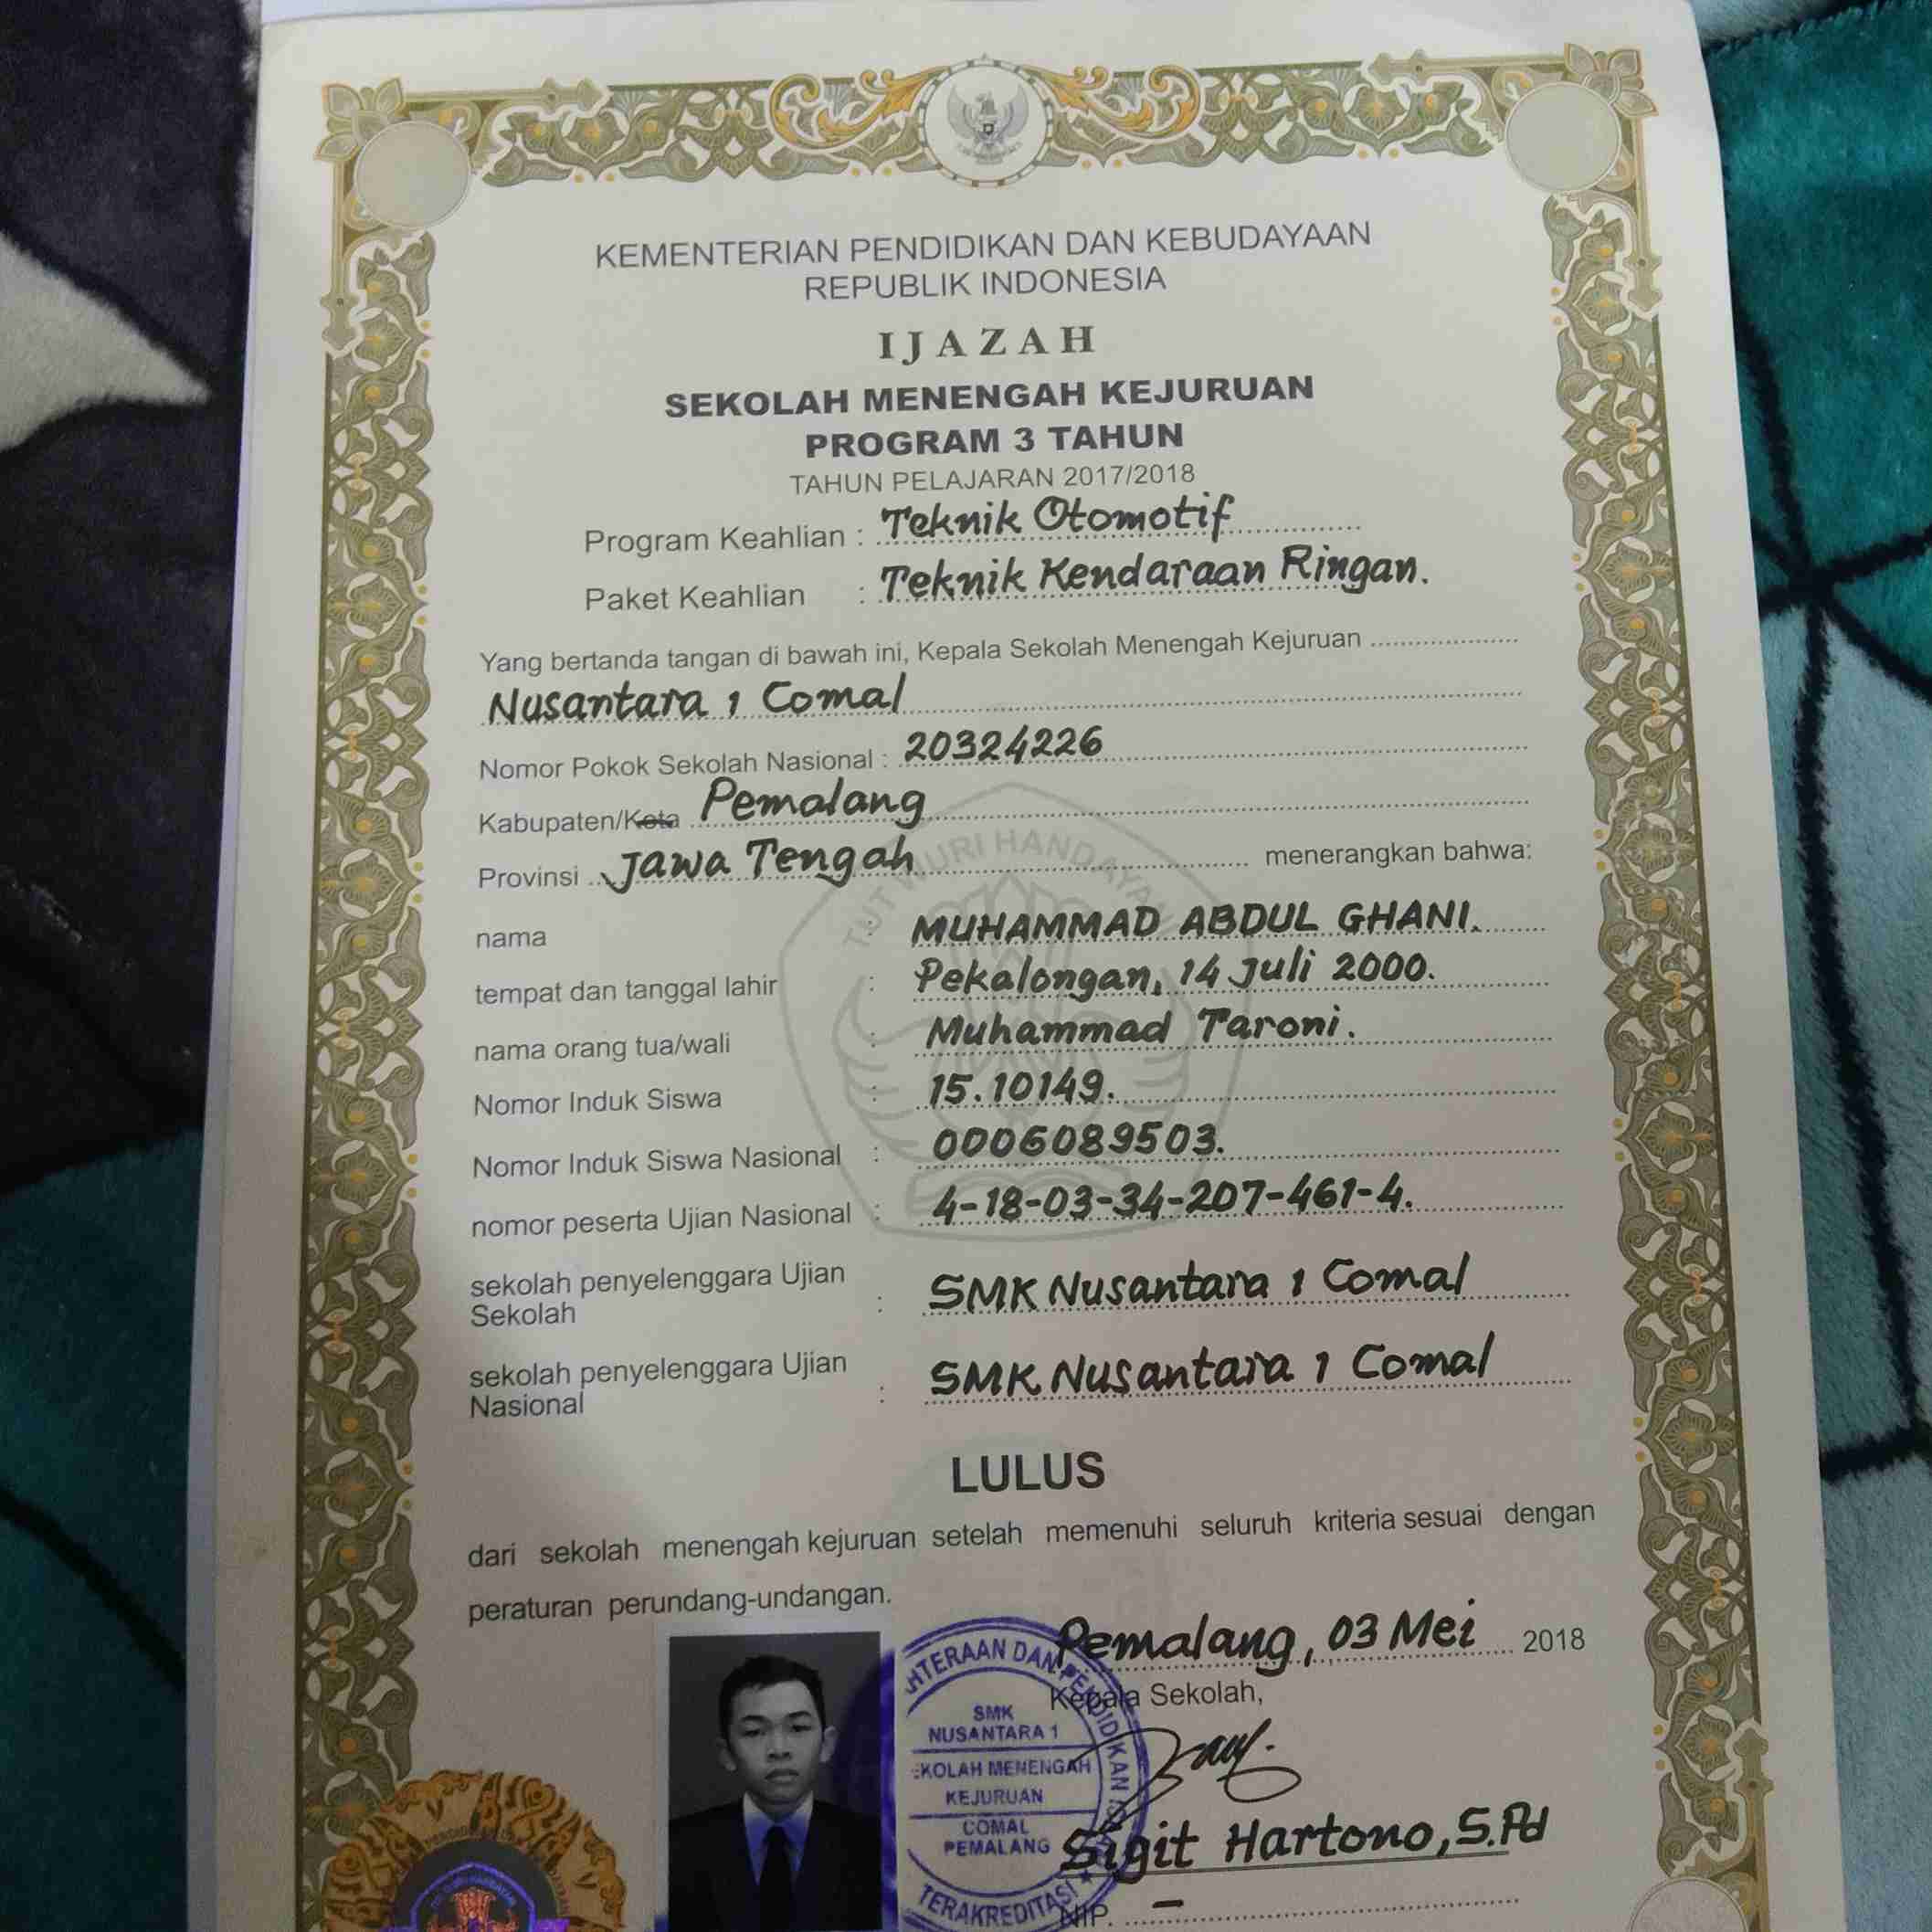 KEMENTERIAN PENDIDIKAN DAN KEBUDAYAAN
REPUBLIK INDONESIA
IJAZAH
SEKOLAH MENENGAH KEJURUAN
PROGRAM 3 TAHUN
TAHUN PELAJARAN 2017/2018
Program Keahlian : Teknik Otomotif
Paket Keahlian : Teknik Kendaraan Ringan.
Yang bertanda tangan di bawah ini, Kepala Sekolah Menengah Kejuruan
Nusantara 1 Comal
Nomor Pokok Sekolah Nasional : 20324226
Kabupaten/Kota Pemalang
Provinsi Jawa Tengah menerangkan bahwa:
nama : MUHAMMAD ABDUL GHANI.
tempat dan tanggal lahir : Pekalongan, 14 Juli 2000.
nama orang tua/wali : Muhammad Taroni.
Nomor Induk Siswa : 15.10149.
Nomor Induk Siswa Nasional : 0006089503.
nomor peserta Ujian Nasional : 4-18-03-34-207-461-4.
sekolah penyelenggara Ujian
Sekolah : SMK Nusantara 1 Comal
sekolah penyelenggara Ujian
Nasional : SMK Nusantara 1 Comal
LULUS
dari sekolah menengah kejuruan setelah memenuhi seluruh kriteria sesuai dengan
peraturan perundang-undangan.
Pemalang, 03 Mei 2018
Kepala Sekolah,
Sigit Hartono, S.Pd
NIP. -
TUT WURI HANDAYANI
DAN PENDIDIKAN
SMK
NUSANTARA 1
MENENGAH
KEJURUAN
COMAL
PEMALANG
TERAKREDITASI